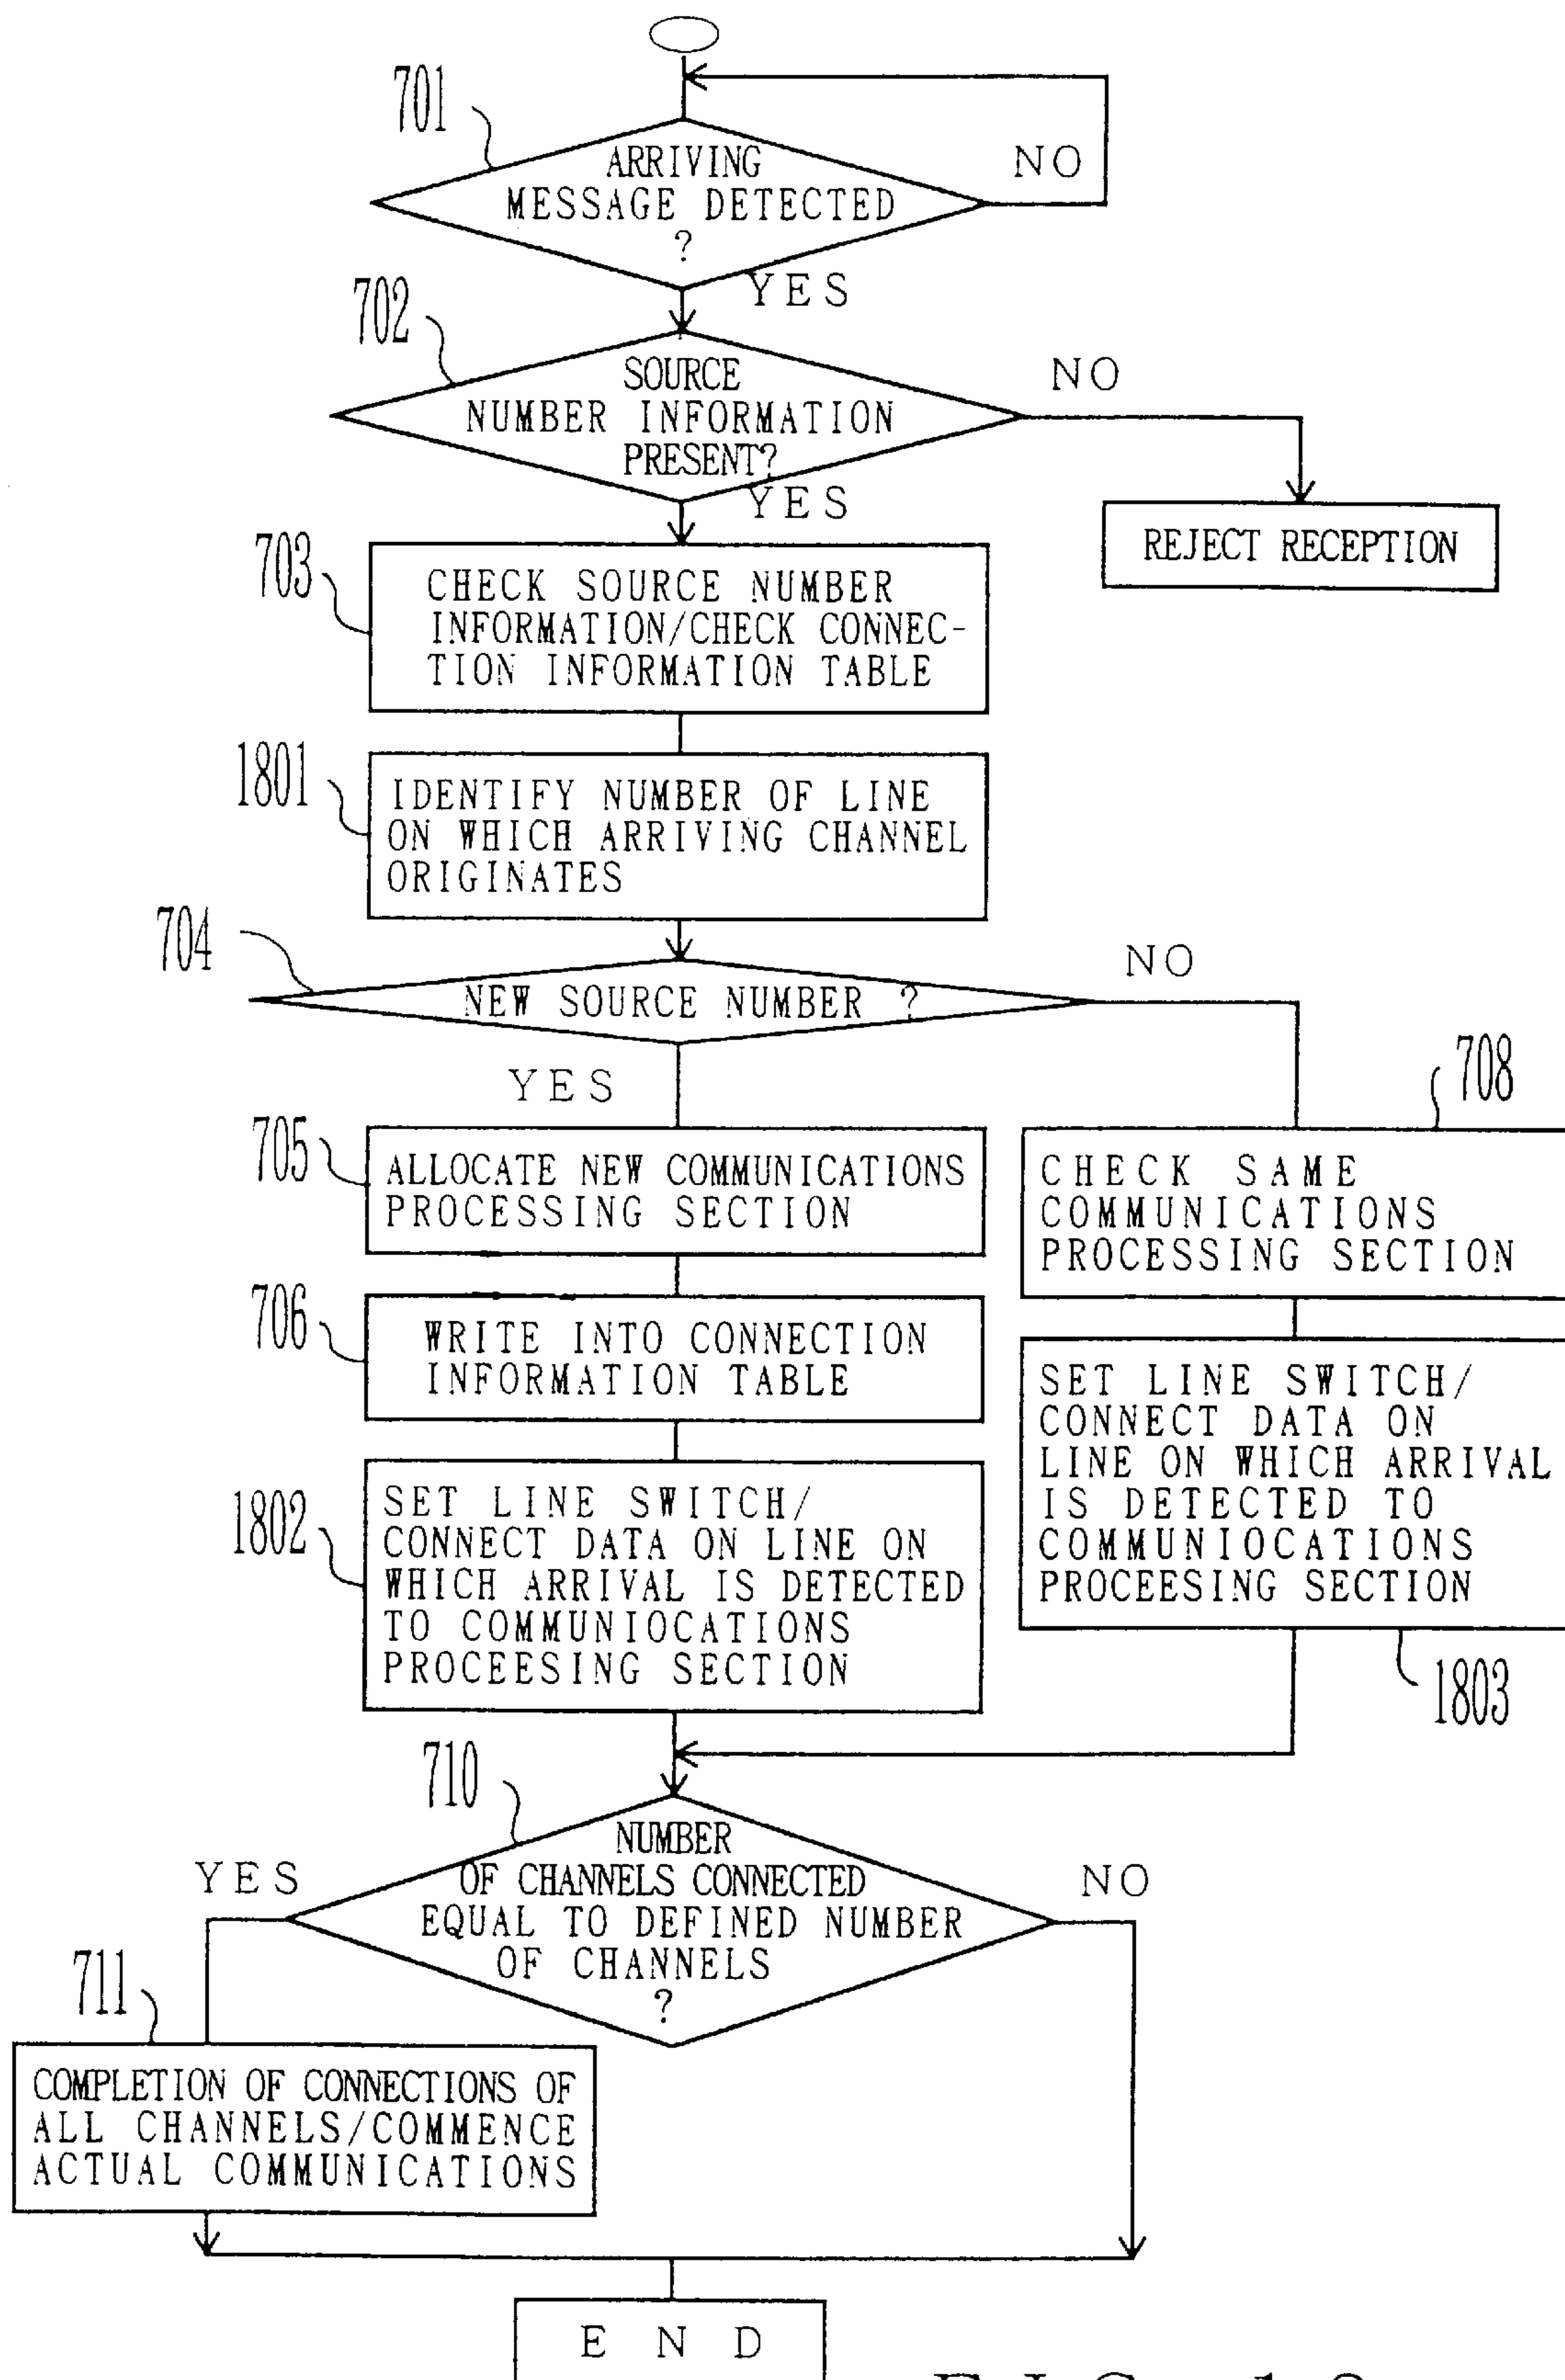 701
ARRIVING
MESSAGE DETECTED
?
NO
YES
702
SOURCE
NUMBER INFORMATION
PRESENT?
NO
YES
REJECT RECEPTION
703
CHECK SOURCE NUMBER
INFORMATION/CHECK CONNEC-
TION INFORMATION TABLE
1801
IDENTIFY NUMBER OF LINE
ON WHICH ARRIVING CHANNEL
ORIGINATES
704
NEW SOURCE NUMBER ?
NO
YES
705
ALLOCATE NEW COMMUNICATIONS
PROCESSING SECTION
708
CHECK SAME
COMMUNICATIONS
PROCESSING SECTION
706
WRITE INTO CONNECTION
INFORMATION TABLE
1802
SET LINE SWITCH/
CONNECT DATA ON LINE ON
WHICH ARRIVAL IS DETECTED
TO COMMUNIOCATIONS
PROCEESING SECTION
SET LINE SWITCH/
CONNECT DATA ON
LINE ON WHICH ARRIVAL
IS DETECTED TO
COMMUNIOCATIONS
PROCEESING SECTION
1803
710
NUMBER
OF CHANNELS CONNECTED
EQUAL TO DEFINED NUMBER
OF CHANNELS
?
YES
NO
711
COMPLETION OF CONNECTIONS OF
ALL CHANNELS/COMMENCE
ACTUAL COMMUNICATIONS
END